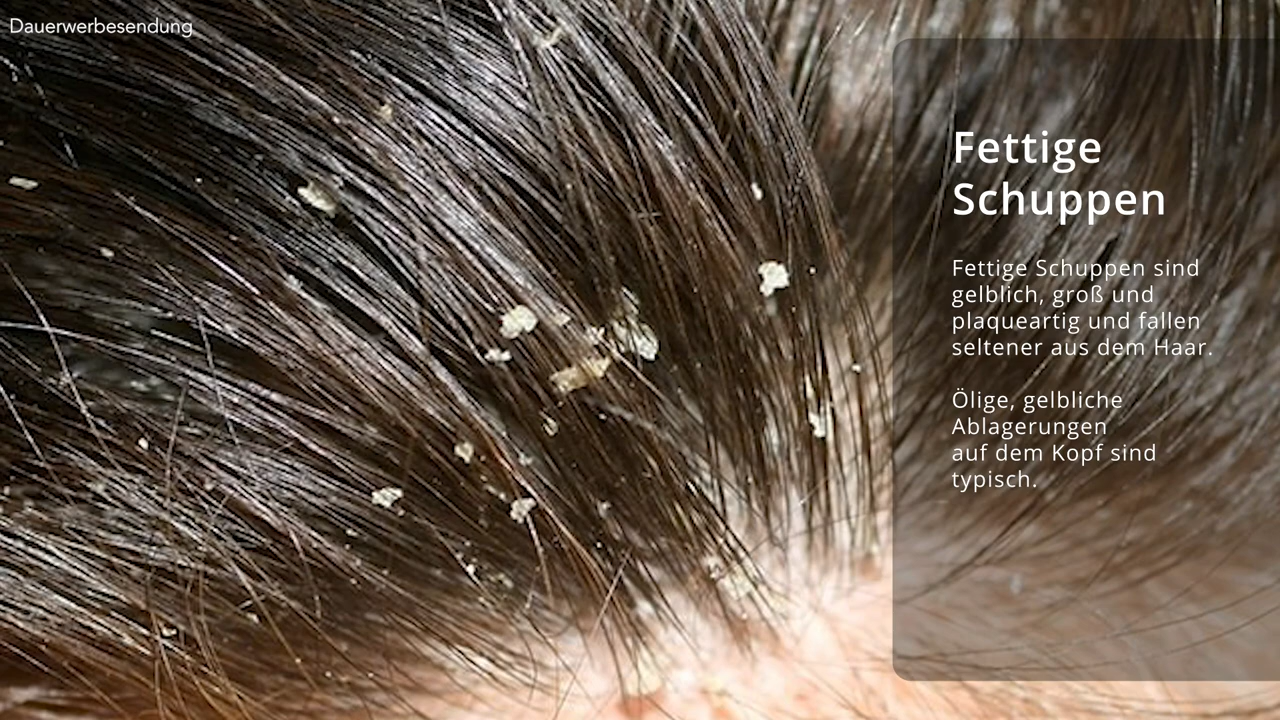 Dauerwerbesendung
Fettige
Schuppen
Fettige Schuppen sind
gelblich, groß und
plaqueartig und fallen
seltener aus dem Haar.
Ölige, gelbliche
Ablagerungen
auf dem Kopf sind
typisch.